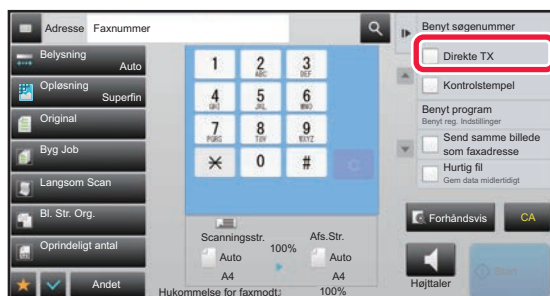 Adresse
Faxnummer
Benyt søgenummer
Direkte TX
Kontrolstempel
Benyt program
Benyt reg. Indstillinger
Send samme billede
som faxadresse
Hurtig fil
Gem data midlertidigt
Forhåndsvis
CA
Højttaler
Start
Belysning
Auto
Opløsning
Superfin
Original
Byg Job
Langsom Scan
Bl. Str. Org.
Oprindeligt antal
Andet
1
2
ABC
3
DEF
4
GHI
5
JKL
6
MNO
7
PQRS
8
TUV
9
WXYZ
0
#
C
Scanningsstr.
Auto
A4
100%
Afs.Str.
Auto
A4
Hukommelse for faxmodt:
100%